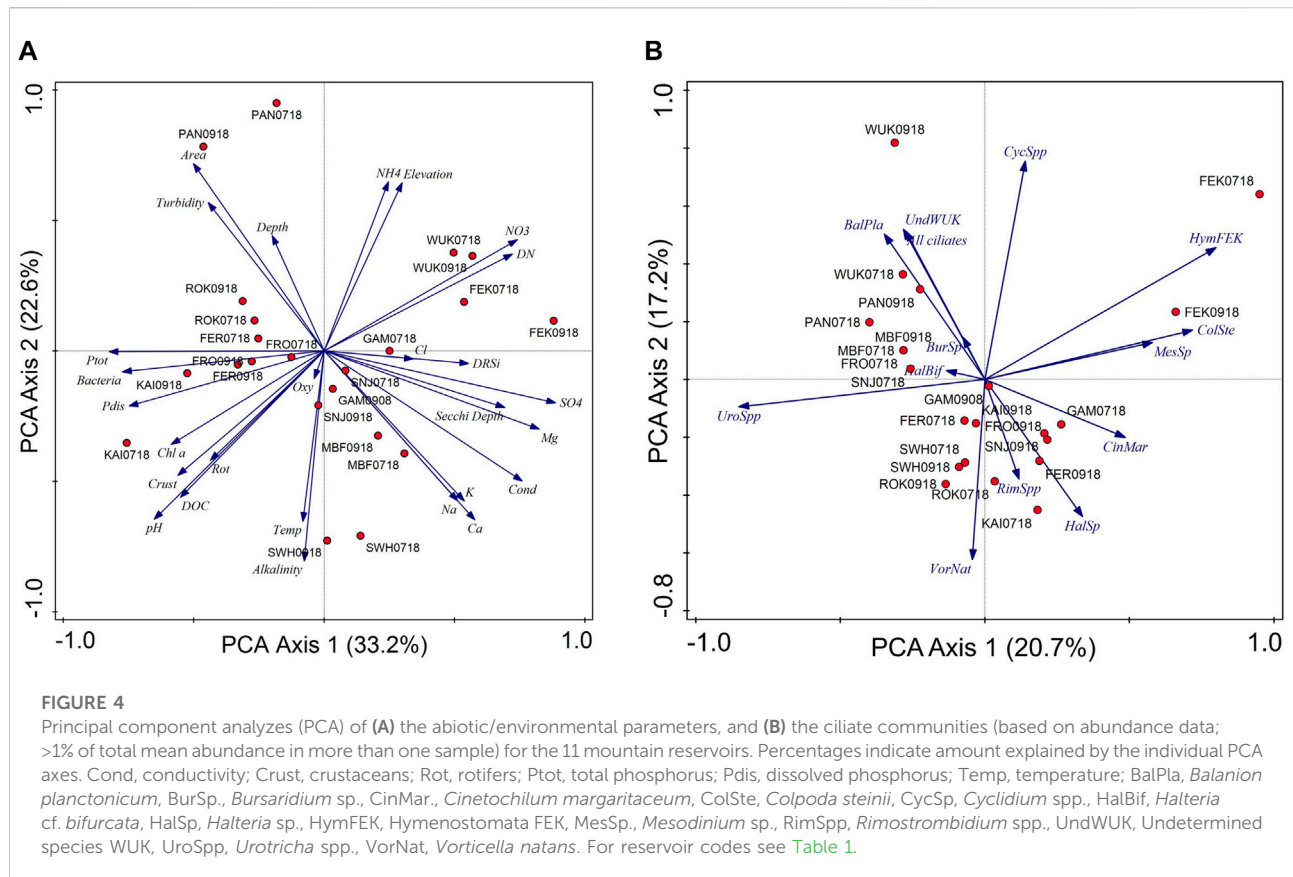 A
1.0
PAN0718
PAN0918
Area
Turbidity
NH4 Elevation
Depth
NO3
DN
WUK0718
WUK0918
FEK0718
ROK0918
ROK0718
FEK0918
FER0718
FRO0718
GAM0718
Cl
Ptot
FRO0918
DRSi
Bacteria
KAI0918
FER0918
SNJ0718
Oxy
GAM0908
SO4
Pdis
SNJ0918
Secchi Depth
Mg
KAI0718
Chl a
MBF0918
Rot
MBF0718
Crust
Cond
DOC
K
Na
pH
Temp
Ca
SWH0918
SWH0718
Alkalinity
-1.0
-1.0
1.0
PCA Axis 1 (33.2%)
PCA Axis 2 (22.6%)
B
1.0
WUK0918
CycSpp
FEK0718
UndWUK
BalPla
All ciliates
HymFEK
WUK0718
PAN0918
FEK0918
PAN0718
ColSte
MBF0918
BurSp
MesSp
MBF0718
FRO0718
HalBif
SNJ0718
UroSpp
GAM0908
KAI0918
GAM0718
FER0718
FRO0918
CinMar
SNJ0918
SWH0718
SWH0918
FER0918
ROK0918
RimSpp
ROK0718
KAI0718
HalSp
VorNat
-0.8
-1.0
1.0
PCA Axis 1 (20.7%)
PCA Axis 2 (17.2%)
FIGURE 4
Principal component analyzes (PCA) of (A) the abiotic/environmental parameters, and (B) the ciliate communities (based on abundance data;
>1% of total mean abundance in more than one sample) for the 11 mountain reservoirs. Percentages indicate amount explained by the individual PCA
axes. Cond, conductivity; Crust, crustaceans; Rot, rotifers; Ptot, total phosphorus; Pdis, dissolved phosphorus; Temp, temperature; BalPla, Balanion
planctonicum, BurSp., Bursaridium sp., CinMar., Cinetochilum margaritaceum, ColSte, Colpoda steinii, CycSp, Cyclidium spp., HalBif, Halteria
cf. bifurcata, HalSp, Halteria sp., HymFEK, Hymenostomata FEK, MesSp., Mesodinium sp., RimSpp, Rimostrombidium spp., UndWUK, Undetermined
species WUK, UroSpp, Urotricha spp., VorNat, Vorticella natans. For reservoir codes see Table 1.